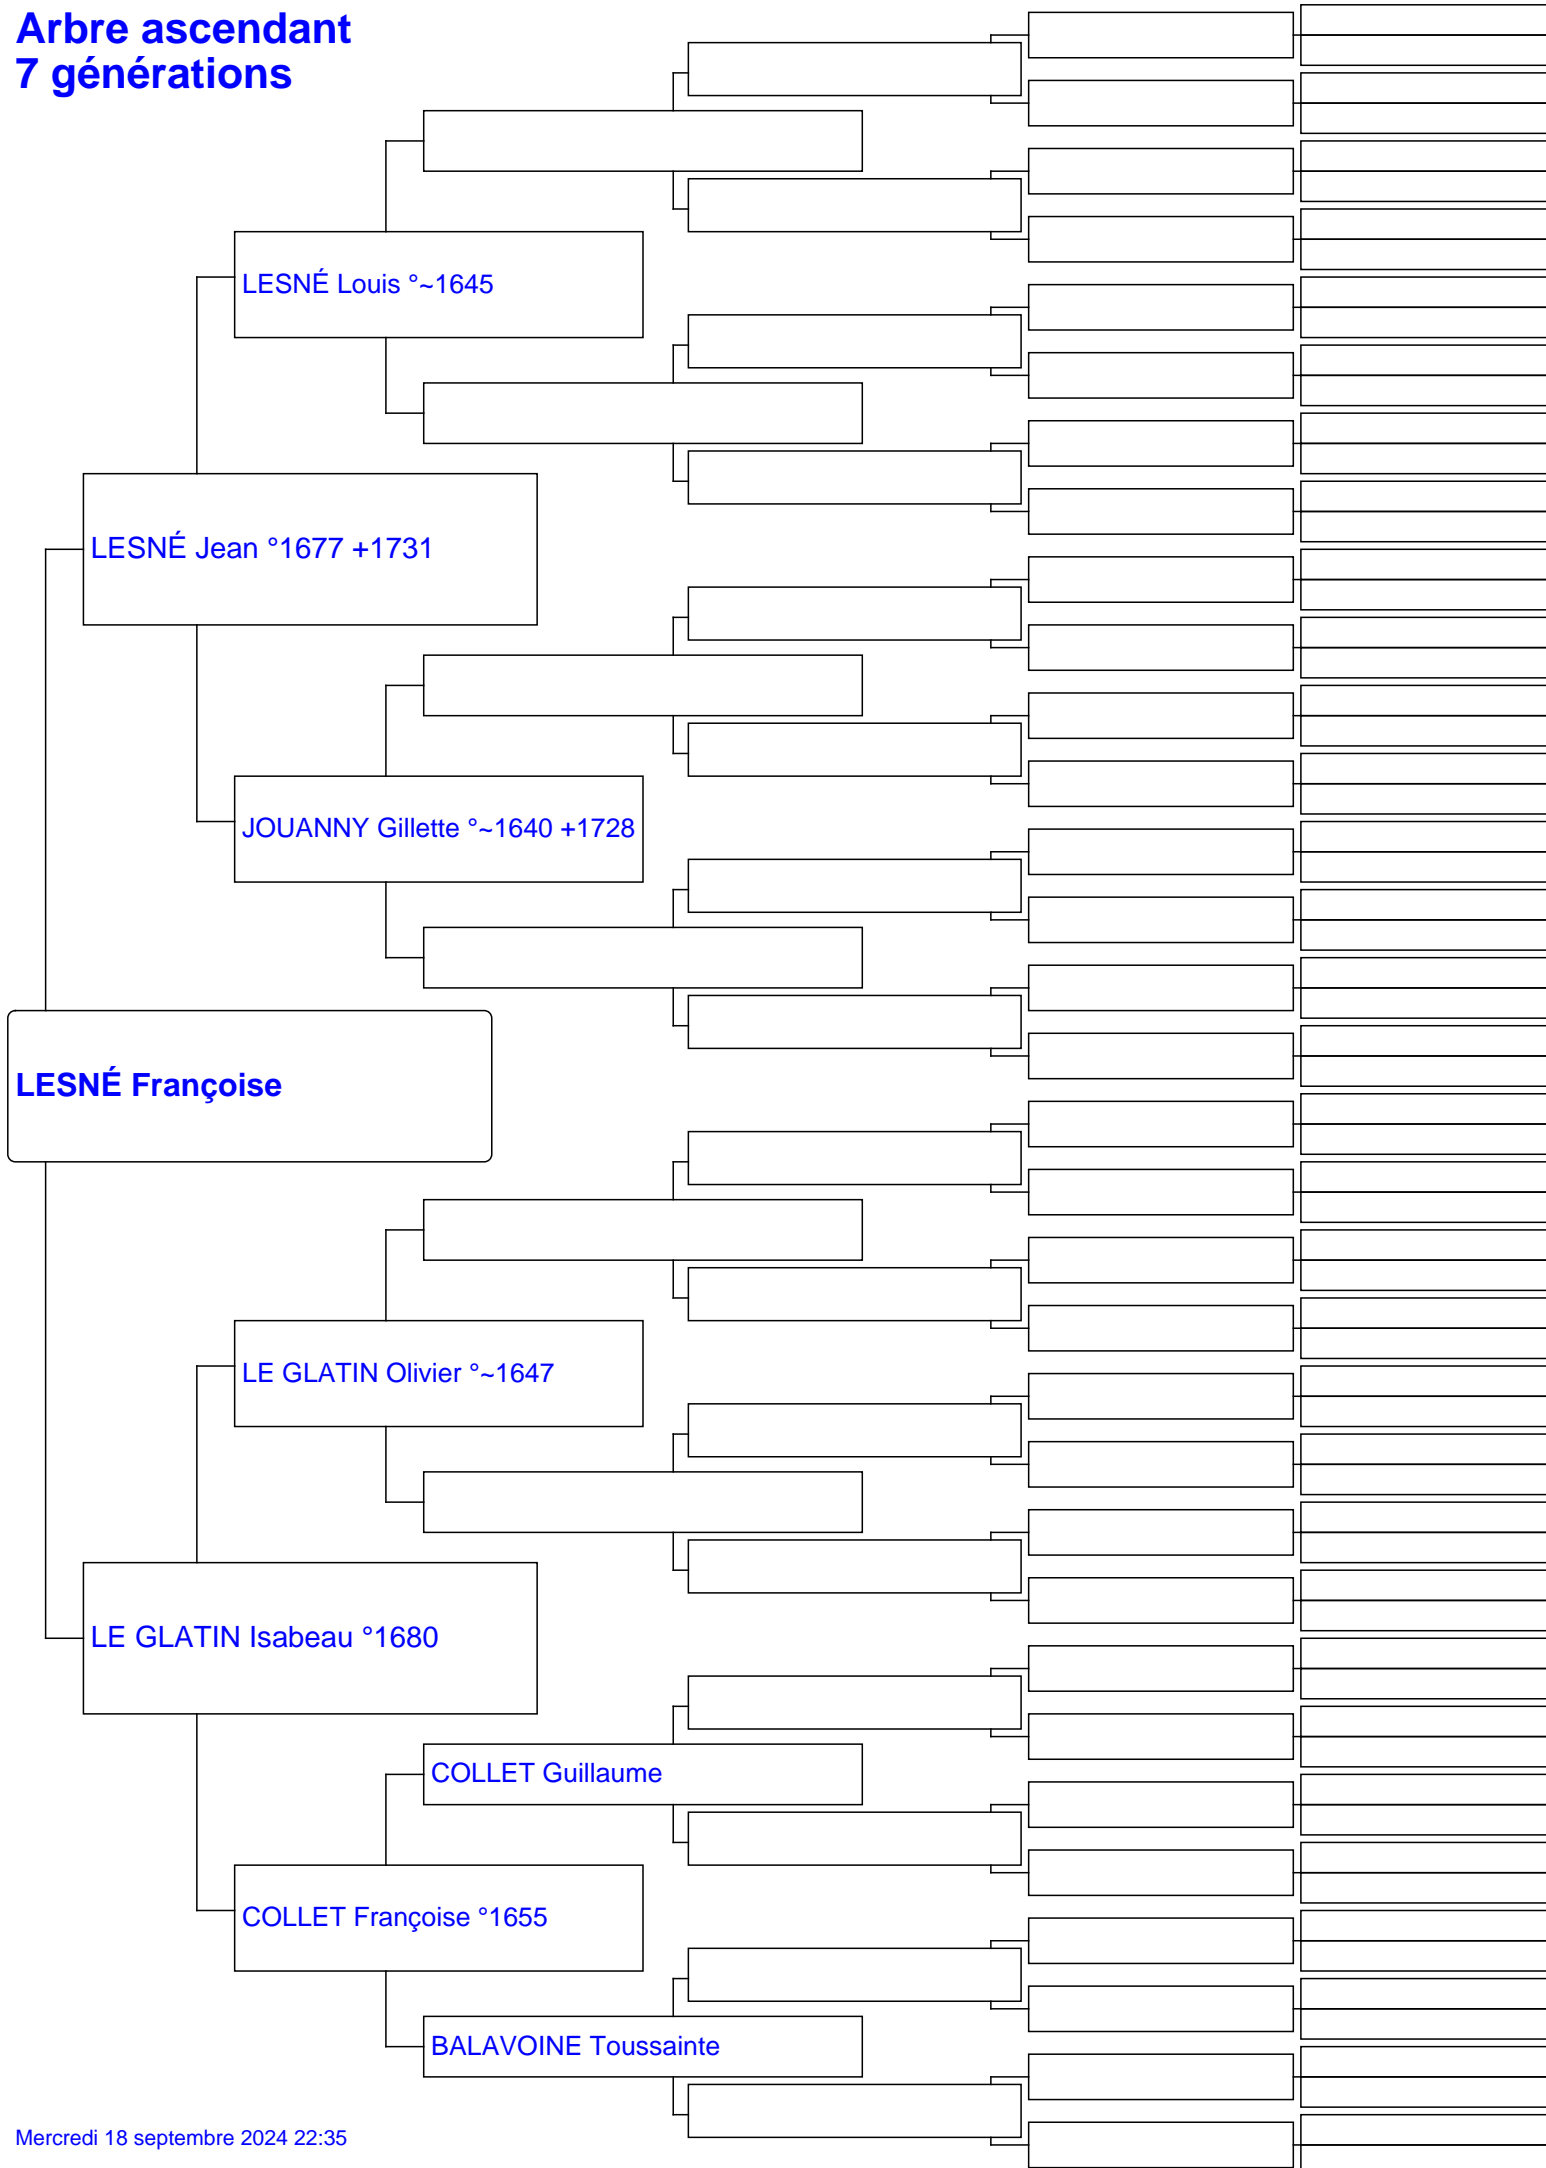 Arbre ascendant
7 générations
LESNÉ Louis °~1645
LESNÉ Jean °1677 +1731
JOUANNY Gillette °~1640 +1728
LESNÉ Françoise
LE GLATIN Olivier °~1647
LE GLATIN Isabeau °1680
COLLET Guillaume
COLLET Françoise °1655
BALAVOINE Toussainte
Mercredi 18 septembre 2024 22:35